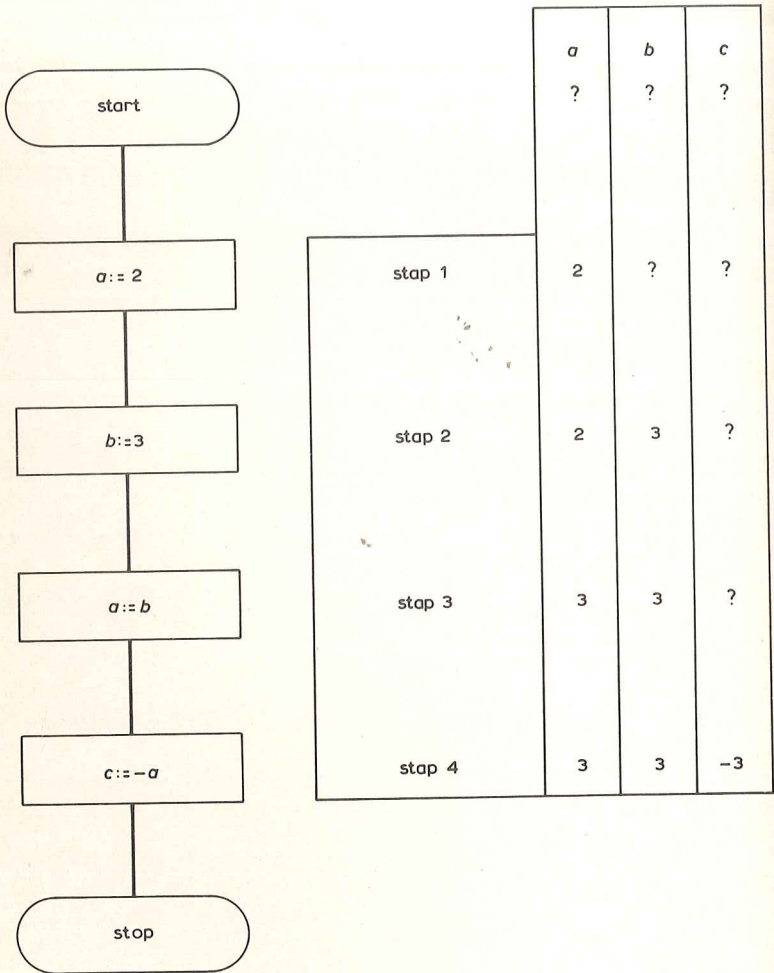 a b c
? ? ?
start
a:= 2
stap 1 2 ? ?
b:=3
stap 2 2 3 ?
a:= b
stap 3 3 3 ?
c:=−a
stap 4 3 3 −3
stop